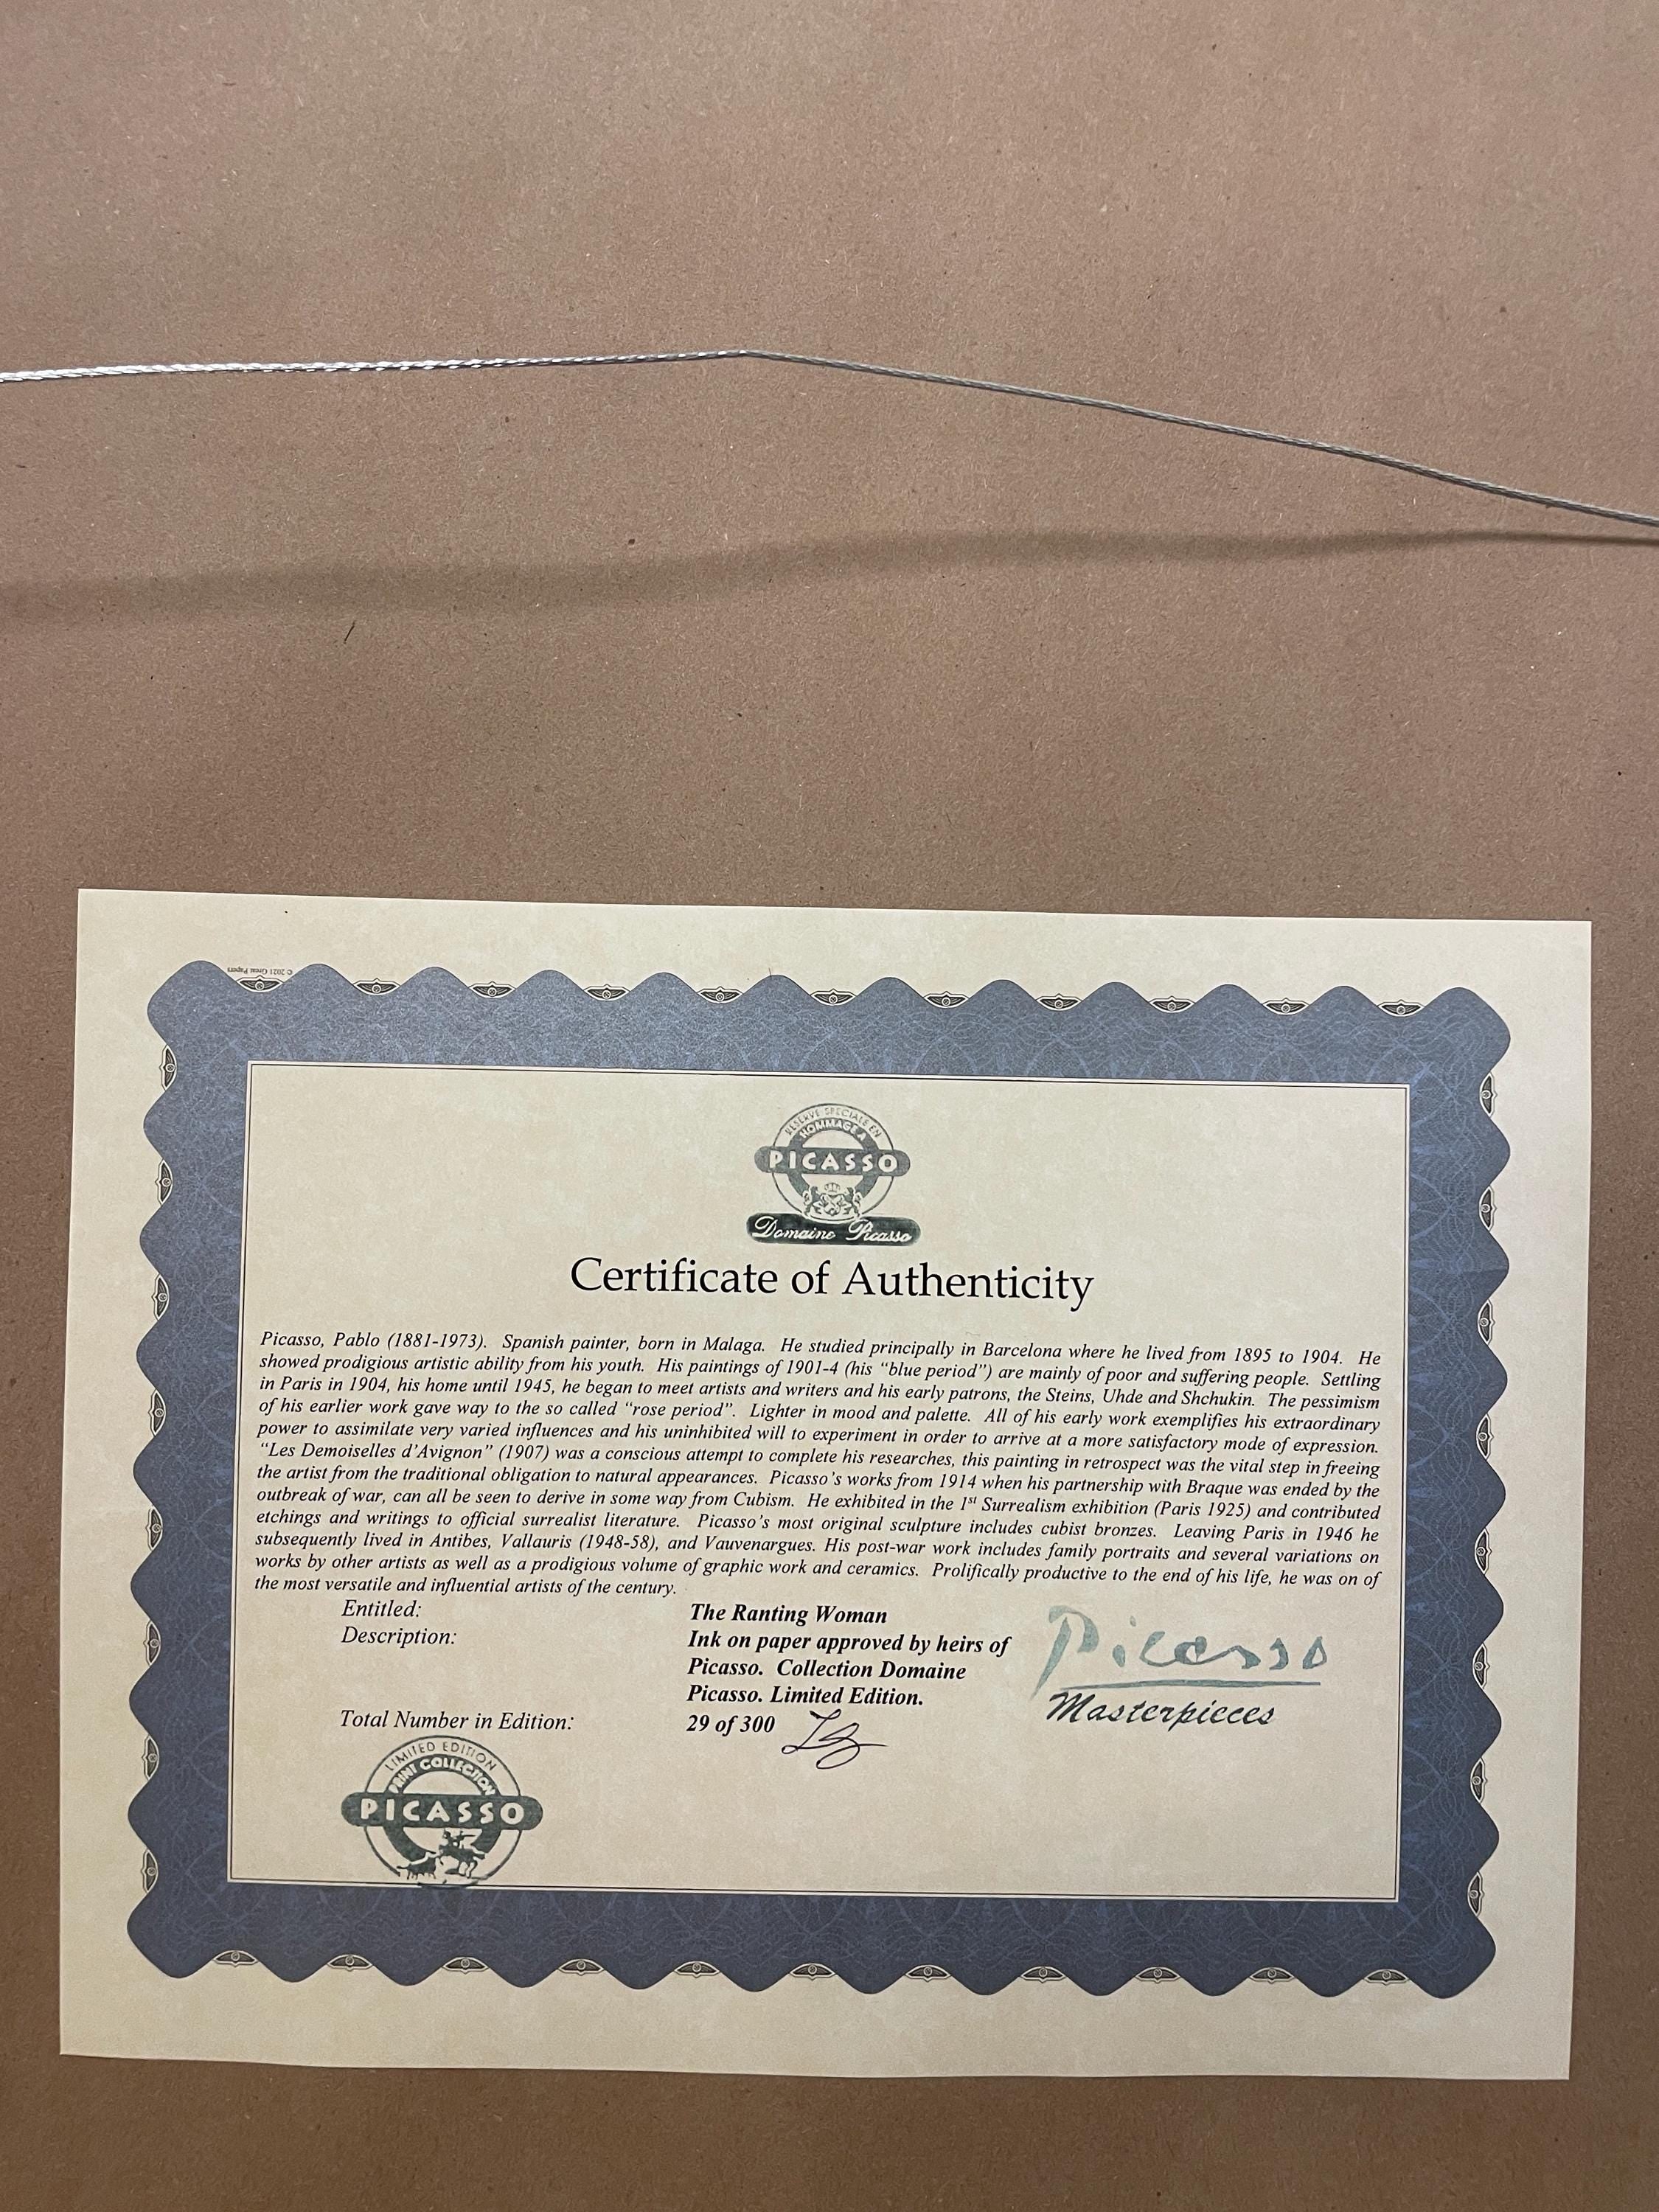 © 2021 Great Papers
RESERVE SPECIALE EN
HOMMAGE A
PICASSO
Domaine Picasso
Certificate of Authenticity
Picasso, Pablo (1881-1973). Spanish painter, born in Malaga. He studied principally in Barcelona where he lived from 1895 to 1904. He
showed prodigious artistic ability from his youth. His paintings of 1901-4 (his “blue period”) are mainly of poor and suffering people. Settling
in Paris in 1904, his home until 1945, he began to meet artists and writers and his early patrons, the Steins, Uhde and Shchukin. The pessimism
of his earlier work gave way to the so called “rose period”. Lighter in mood and palette. All of his early work exemplifies his extraordinary
power to assimilate very varied influences and his uninhibited will to experiment in order to arrive at a more satisfactory mode of expression.
“Les Demoiselles d’Avignon” (1907) was a conscious attempt to complete his researches, this painting in retrospect was the vital step in freeing
the artist from the traditional obligation to natural appearances. Picasso’s works from 1914 when his partnership with Braque was ended by the
outbreak of war, can all be seen to derive in some way from Cubism. He exhibited in the 1st Surrealism exhibition (Paris 1925) and contributed
etchings and writings to official surrealist literature. Picasso’s most original sculpture includes cubist bronzes. Leaving Paris in 1946 he
subsequently lived in Antibes, Vallauris (1948-58), and Vauvenargues. His post-war work includes family portraits and several variations on
works by other artists as well as a prodigious volume of graphic work and ceramics. Prolifically productive to the end of his life, he was on of
the most versatile and influential artists of the century.
Entitled: The Ranting Woman
Description: Ink on paper approved by heirs of
Picasso. Collection Domaine
Picasso. Limited Edition.
Total Number in Edition: 29 of 300
Picasso
Masterpieces
LIMITED EDITION
PRINT COLLECTION
PICASSO